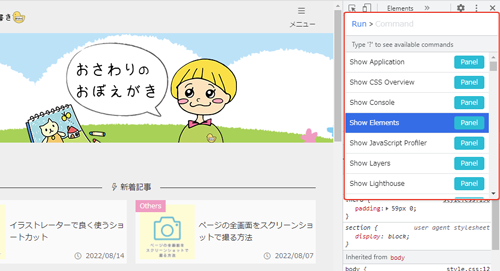 書き
メニュー
おさわりの
おぼえがき
新着記事
イラストレーターで良く使うショ
ートカット
2022/08/14
Others
ページの全画面を
スクリーンショットで
撮る方法
ページの全画面をスクリーンショ
ットで撮る方法
2022/08/07
Elements
Run > Command
Type '?' to see available commands
Show Application Panel
Show CSS Overview Panel
Show Console Panel
Show Elements Panel
Show JavaScript Profiler Panel
Show Layers Panel
Show Lighthouse Panel
padding: 59px 0;
}
section { user agent stylesheet
display: block;
}
Inherited from body
body { style.css:12